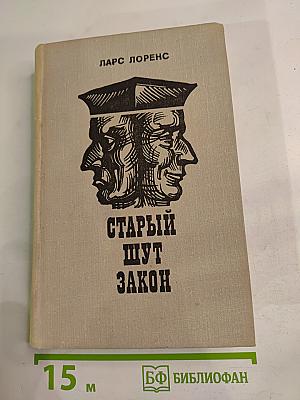 ЛАРС ЛОРЕНС
СТАРЫЙ
ШУТ
ЗАКОН
15 м
БФ БИБЛИОФАН